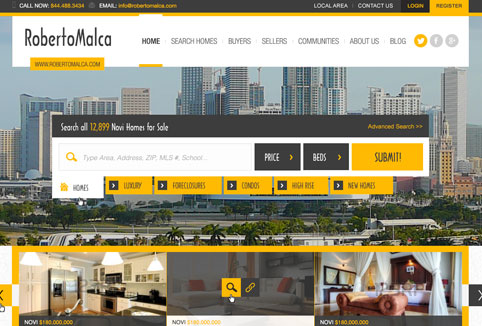 CALL NOW: 844.488.3434 EMAIL: info@robertomalca.com LOCAL AREA | CONTACT US LOGIN REGISTER
RobertoMalca
HOME SEARCH HOMES BUYERS SELLERS COMMUNITIES ABOUT US BLOG
WWW.ROBERTOMALCA.COM
Search all 12,899 Novi Homes for Sale Advanced Search >>
Type Area, Address, ZIP, MLS #, School... PRICE > BEDS > SUBMIT!
HOMES > LUXURY > FORECLOSURES > CONDOS > HIGH RISE > NEW HOMES
NOVI $160,000,000 NOVI $160,000,000 NOVI $180,000,000